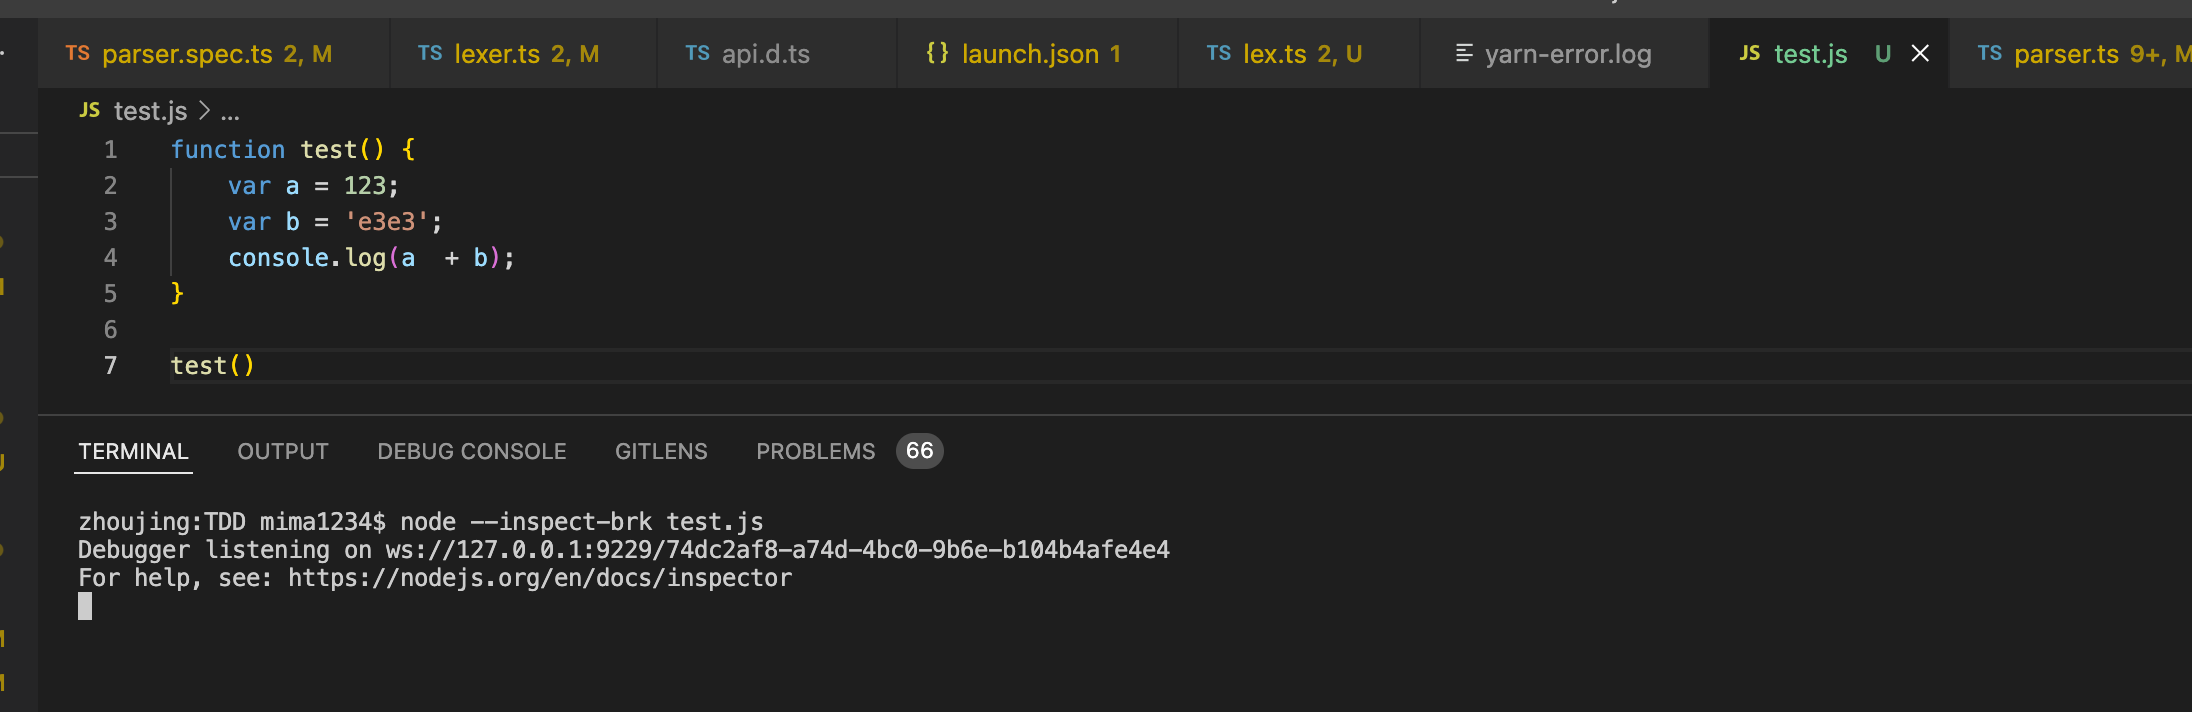 TS parser.spec.ts 2, M TS lexer.ts 2, M TS api.d.ts {} launch.json 1 TS lex.ts 2, U yarn-error.log JS test.js U TS parser.ts 9+, M
JS test.js > ...
1 function test() {
2     var a = 123;
3     var b = 'e3e3';
4     console.log(a  + b);
5 }
6
7 test()
TERMINAL OUTPUT DEBUG CONSOLE GITLENS PROBLEMS 66
zhoujing:TDD mima1234$ node --inspect-brk test.js
Debugger listening on ws://127.0.0.1:9229/74dc2af8-a74d-4bc0-9b6e-b104b4afe4e4
For help, see: https://nodejs.org/en/docs/inspector